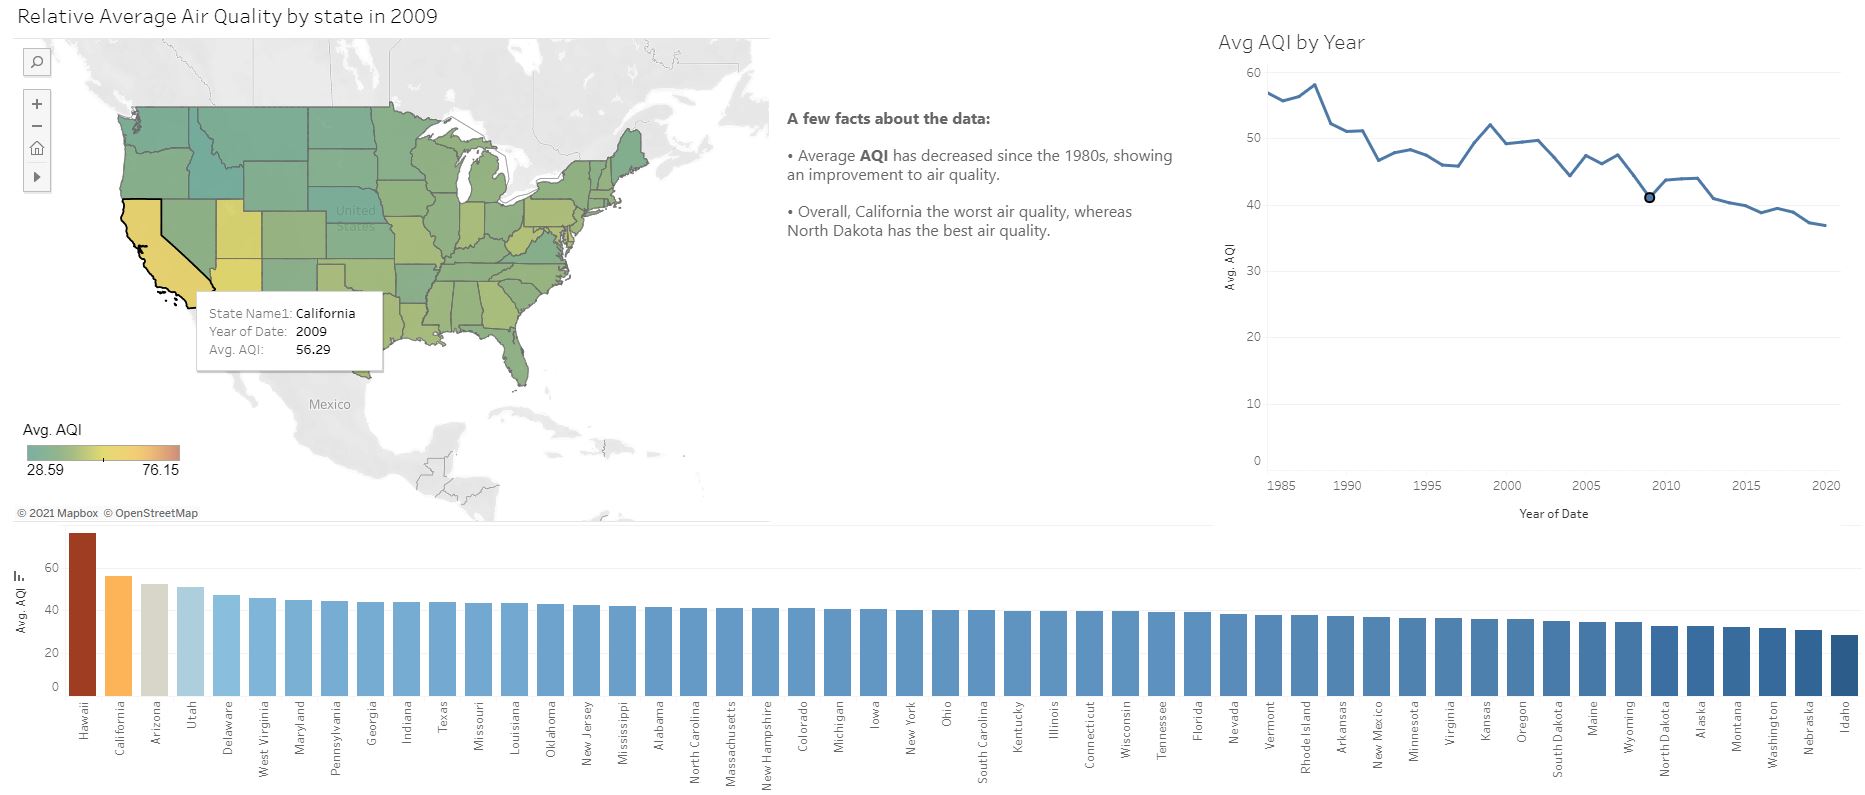 Relative Average Air Quality by state in 2009
United
States
State Name1: California
Year of Date: 2009
Avg. AQI: 56.29
Mexico
Avg. AQI
28.59 76.15
© 2021 Mapbox © OpenStreetMap
A few facts about the data:
• Average AQI has decreased since the 1980s, showing
an improvement to air quality.
• Overall, California the worst air quality, whereas
North Dakota has the best air quality.
Avg AQI by Year
60
50
40
30
20
10
0
Avg. AQI
1985 1990 1995 2000 2005 2010 2015 2020
Year of Date
Avg. AQI
60
40
20
0
Hawaii
California
Arizona
Utah
Delaware
West Virginia
Maryland
Pennsylvania
Georgia
Indiana
Texas
Missouri
Louisiana
Oklahoma
New Jersey
Mississippi
Alabama
North Carolina
Massachusetts
New Hampshire
Colorado
Michigan
Iowa
New York
Ohio
South Carolina
Kentucky
Illinois
Connecticut
Wisconsin
Tennessee
Florida
Nevada
Vermont
Rhode Island
Arkansas
New Mexico
Minnesota
Virginia
Kansas
Oregon
South Dakota
Maine
Wyoming
North Dakota
Alaska
Montana
Washington
Nebraska
Idaho